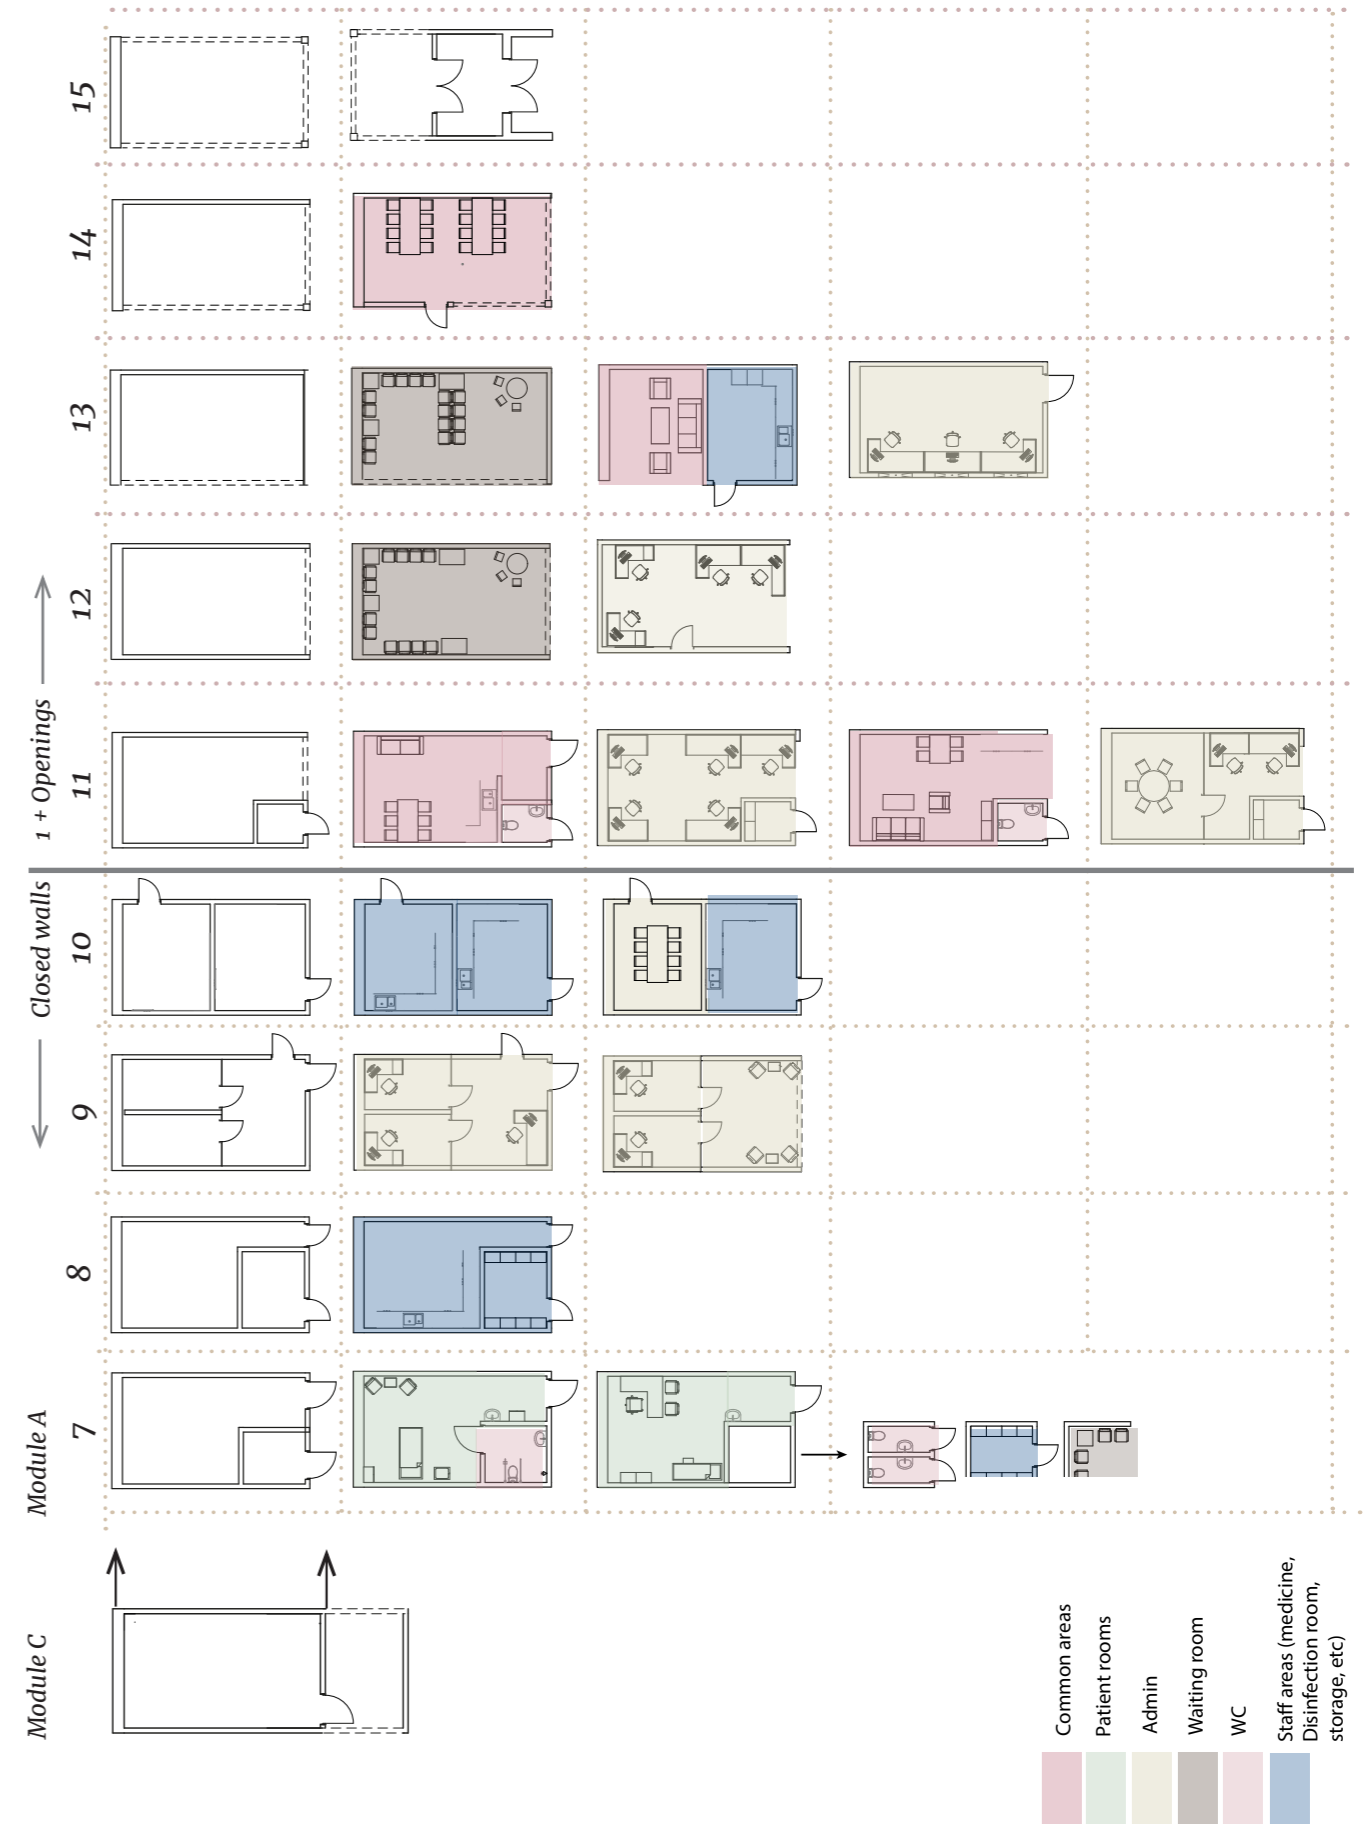 Module C
Module A
7
8
9
10
11
12
13
14
15
Closed walls
1 + Openings
Common areas
Patient rooms
Admin
Waiting room
WC
Staff areas (medicine,
Disinfection room,
storage, etc)